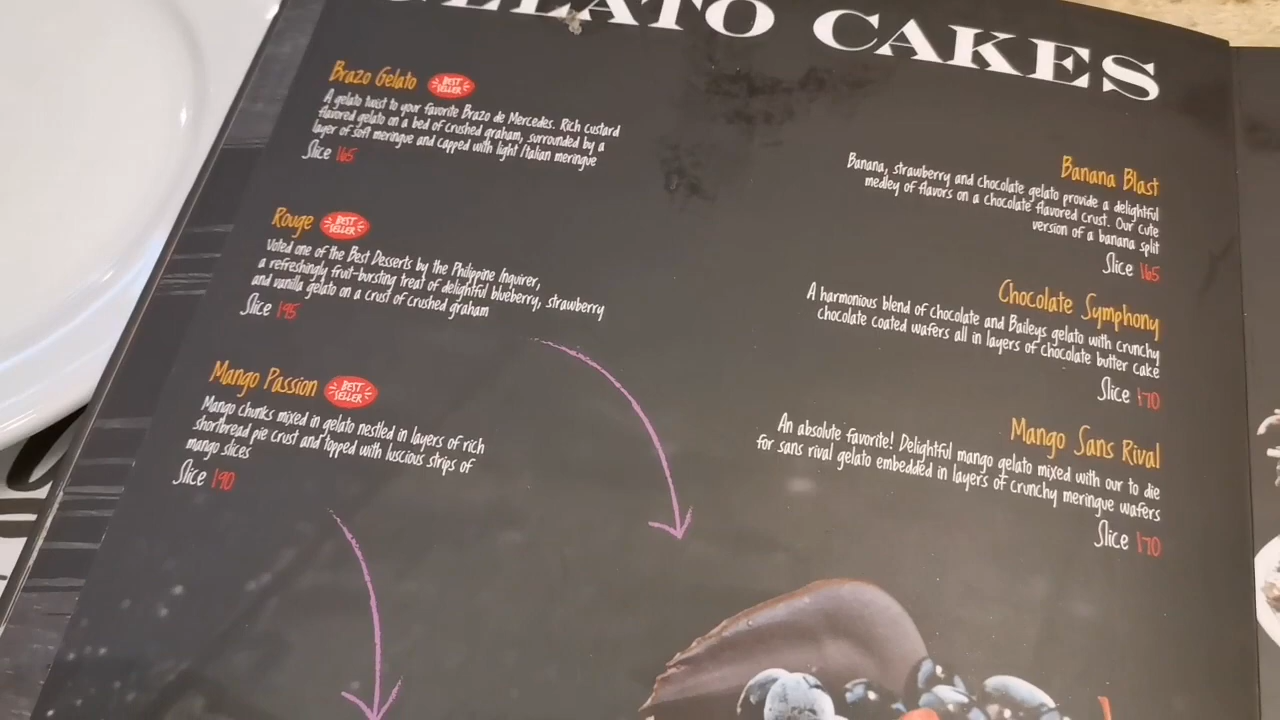 GELATO CAKES
Brazo Gelato BEST SELLER
A gelato twist to your favorite Brazo de Mercedes. Rich custard
flavored gelato on a bed of crushed graham, surrounded by a
layer of soft meringue and capped with light Italian meringue
Slice 165
Rouge BEST SELLER
Voted one of the Best Desserts by the Philippine Inquirer,
a refreshingly fruit-bursting treat of delightful blueberry, strawberry
and vanilla gelato on a crust of crushed graham
Slice 195
Mango Passion BEST SELLER
Mango chunks mixed in gelato nestled in layers of rich
shortbread pie crust and topped with luscious strips of
mango slices
Slice 190
Banana Blast
Banana, strawberry and chocolate gelato provide a delightful
medley of flavors on a chocolate flavored crust. Our cute
version of a banana split
Slice 165
Chocolate Symphony
A harmonious blend of chocolate and Baileys gelato with crunchy
chocolate coated wafers all in layers of chocolate butter cake
Slice 170
Mango Sans Rival
An absolute favorite! Delightful mango gelato mixed with our to die
for sans rival gelato embedded in layers of crunchy meringue wafers
Slice 170